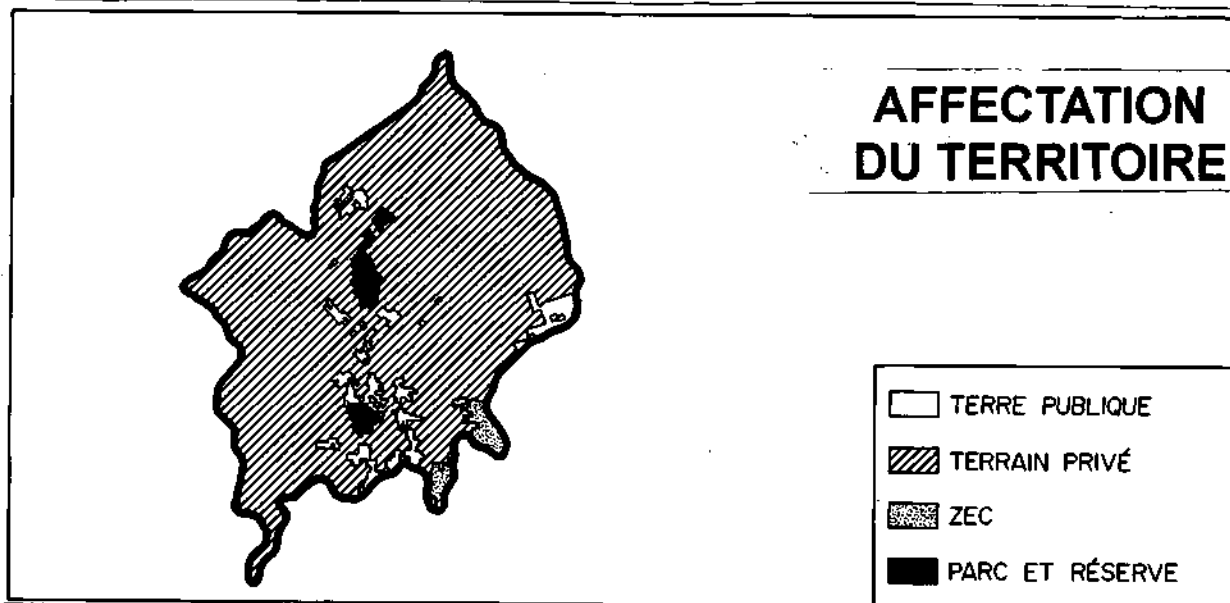 AFFECTATION
DU TERRITOIRE
TERRE PUBLIQUE
TERRAIN PRIVÉ
ZEC
PARC ET RÉSERVE